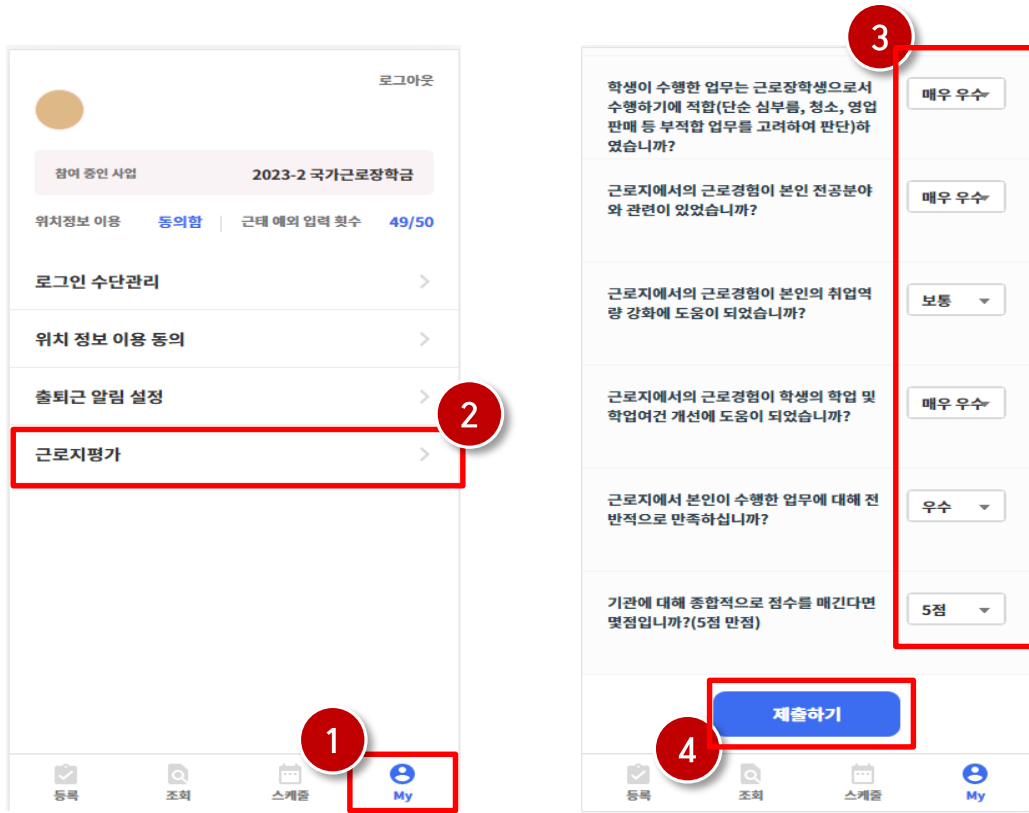 로그아웃
참여 중인 사업 2023-2 국가근로장학금
위치정보 이용 동의함 근태 예외 입력 횟수 49/50
로그인 수단관리
위치 정보 이용 동의
출퇴근 알림 설정
2
근로지평가
1
등록 조회 스케줄 My
3
학생이 수행한 업무는 근로장학생으로서
수행하기에 적합(단순 심부름, 청소, 영업
판매 등 부적합 업무를 고려하여 판단)하
였습니까?
매우 우수
근로지에서의 근로경험이 본인 전공분야
와 관련이 있었습니까?
매우 우수
근로지에서의 근로경험이 본인의 취업역
량 강화에 도움이 되었습니까?
보통
근로지에서의 근로경험이 학생의 학업 및
학업여건 개선에 도움이 되었습니까?
매우 우수
근로지에서 본인이 수행한 업무에 대해 전
반적으로 만족하십니까?
우수
기관에 대해 종합적으로 점수를 매긴다면
몇점입니까?(5점 만점)
5점
제출하기
4
등록 조회 스케줄 My